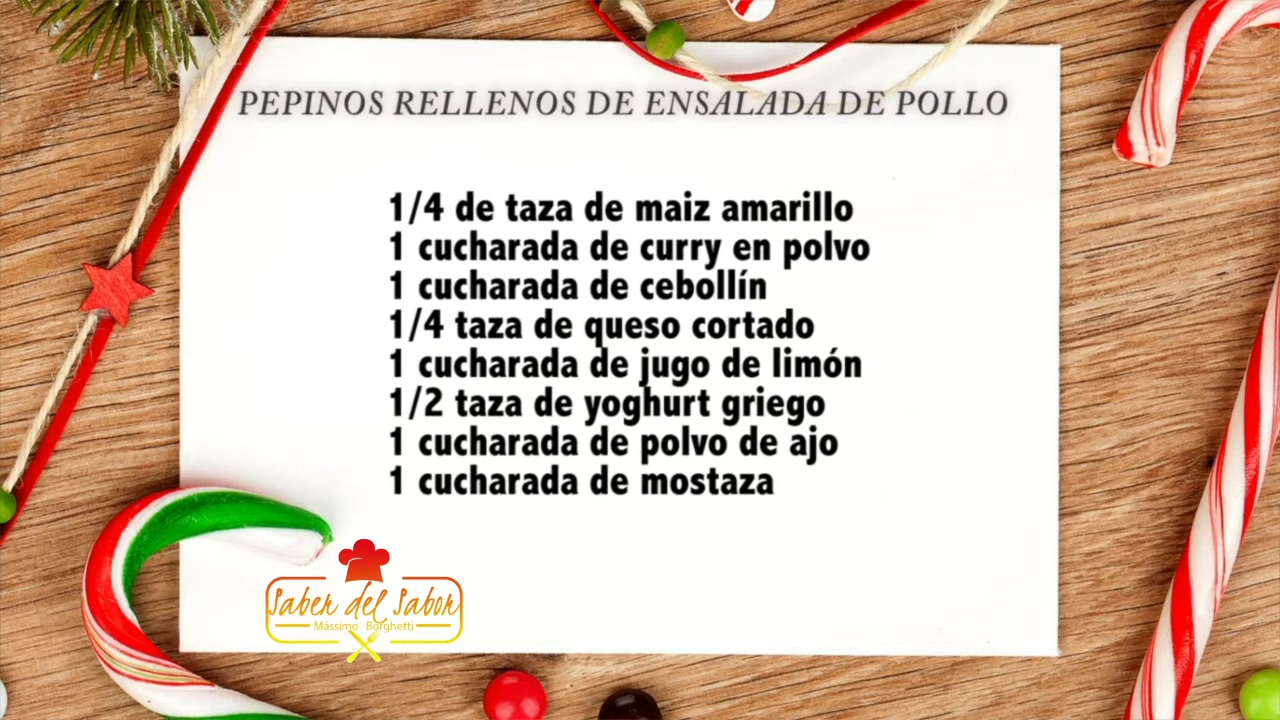 PEPINOS RELLENOS DE ENSALADA DE POLLO
1/4 de taza de maiz amarillo
1 cucharada de curry en polvo
1 cucharada de cebollín
1/4 taza de queso cortado
1 cucharada de jugo de limón
1/2 taza de yoghurt griego
1 cucharada de polvo de ajo
1 cucharada de mostaza
Saber del Sabor
Mássimo Borghetti